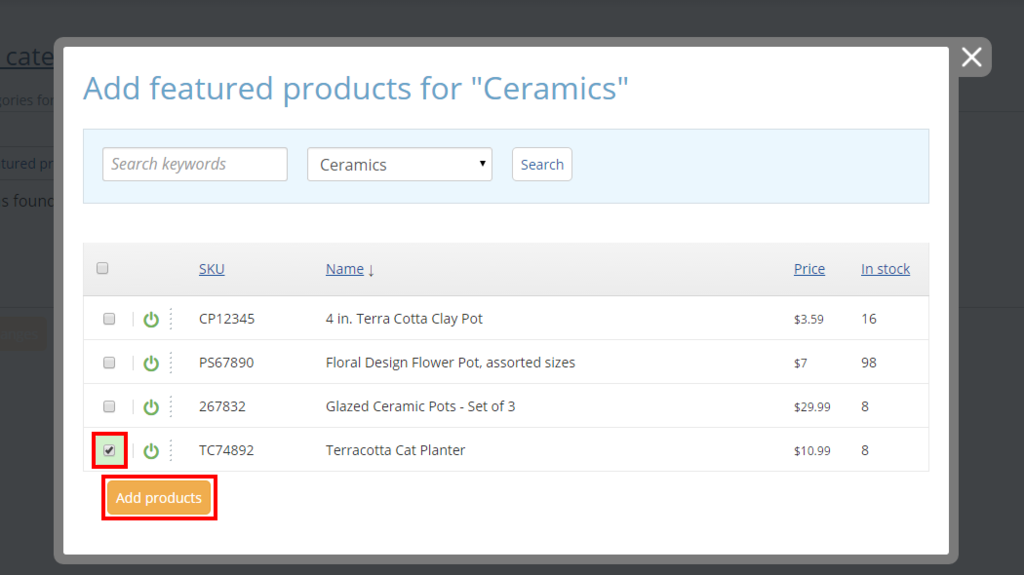 cate
gories for
tured pr
s found
Add featured products for "Ceramics"
Search keywords Ceramics Search
SKU Name ↓ Price In stock
CP12345 4 in. Terra Cotta Clay Pot $3.59 16
PS67890 Floral Design Flower Pot, assorted sizes $7 98
267832 Glazed Ceramic Pots - Set of 3 $29.99 8
TC74892 Terracotta Cat Planter $10.99 8
Add products